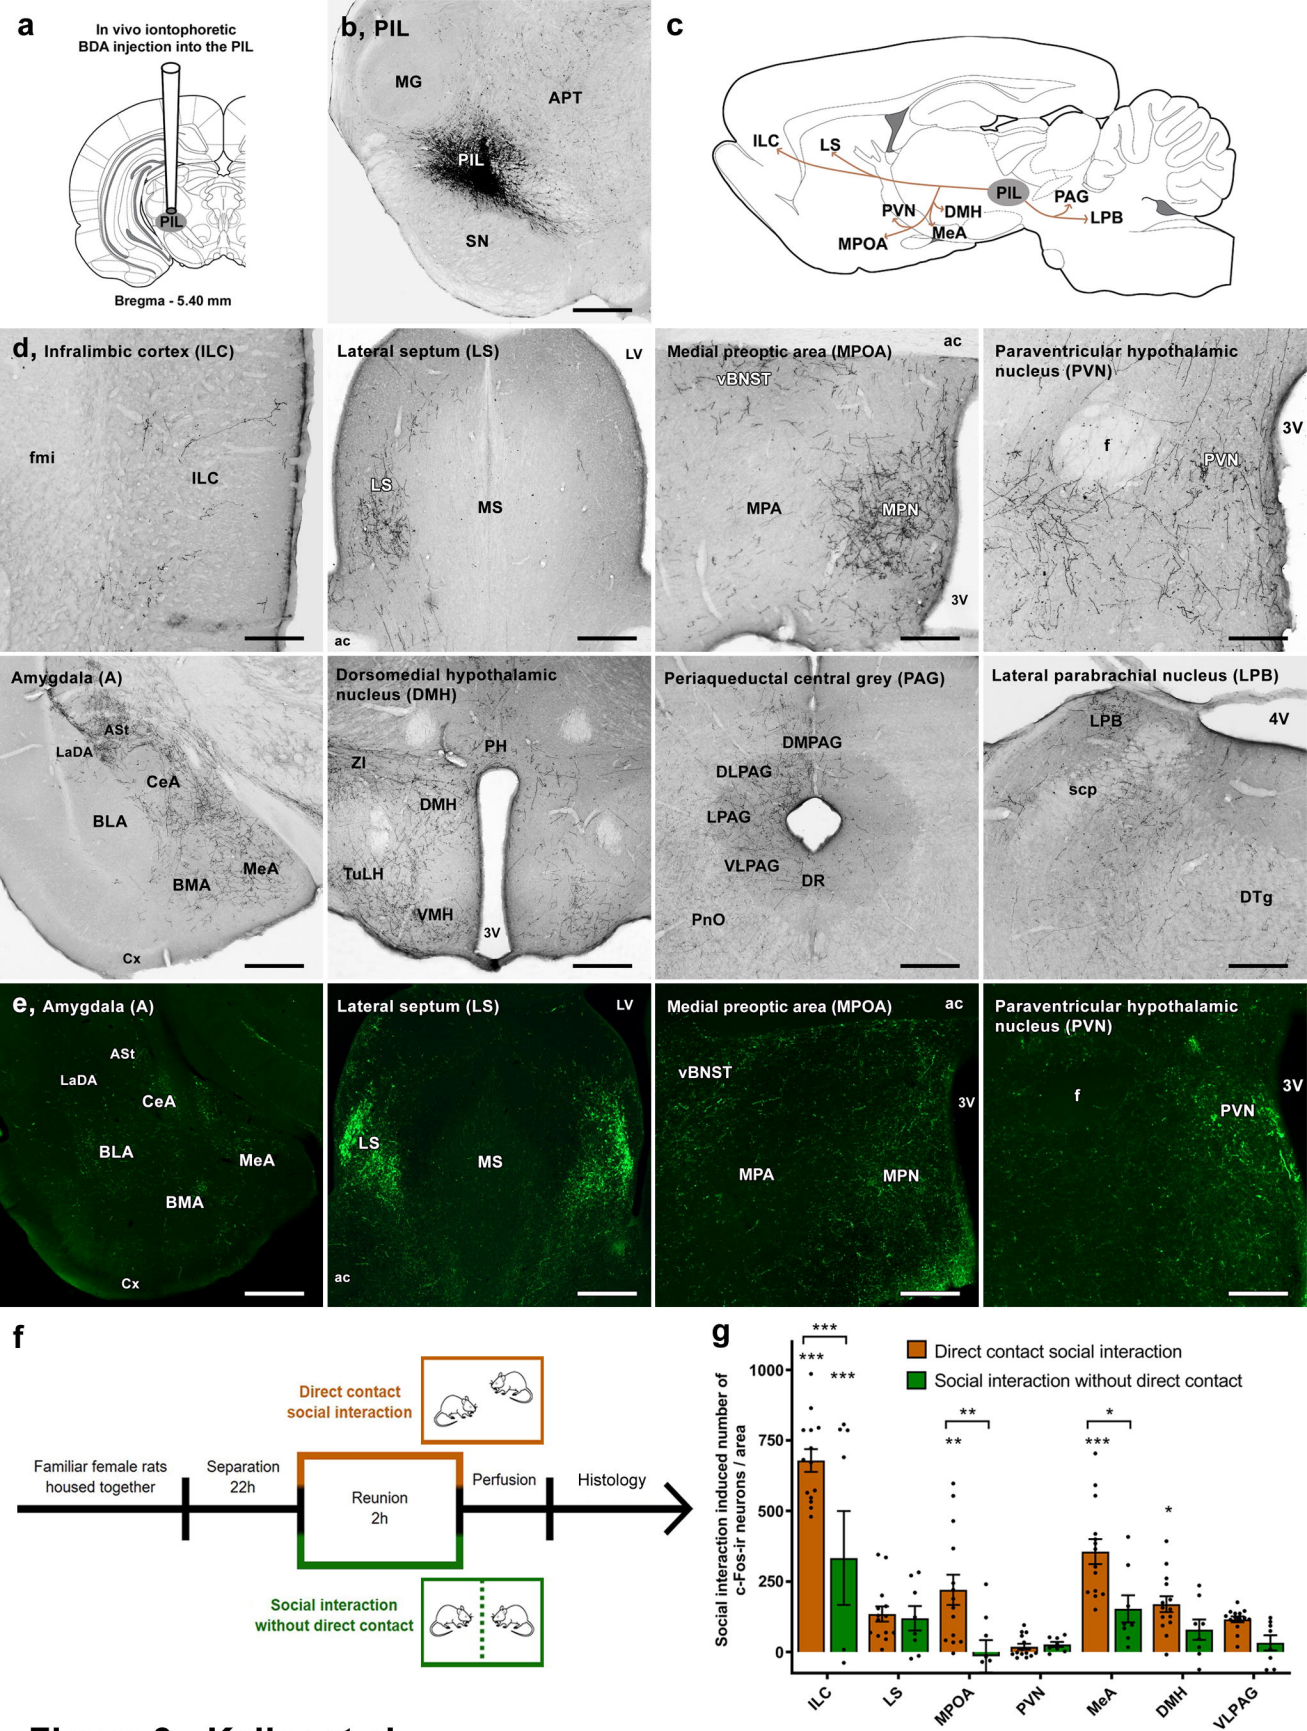 a
In vivo iontophoretic
BDA injection into the PIL
PIL
Bregma - 5.40 mm
b, PIL
MG
APT
PIL
SN
c
ILC
LS
PIL
PAG
PVN
DMH
LPB
MeA
MPOA
d, Infralimbic cortex (ILC)
fmi
ILC
Lateral septum (LS)
LV
LS
MS
ac
Medial preoptic area (MPOA)
ac
vBNST
MPA
MPN
3V
Paraventricular hypothalamic
nucleus (PVN)
3V
f
PVN
Amygdala (A)
ASt
LaDA
CeA
BLA
MeA
BMA
Cx
Dorsomedial hypothalamic
nucleus (DMH)
PH
ZI
DMH
TuLH
VMH
3V
Periaqueductal central grey (PAG)
DMPAG
DLPAG
LPAG
VLPAG
DR
PnO
Lateral parabrachial nucleus (LPB)
LPB
4V
scp
DTg
e, Amygdala (A)
ASt
LaDA
CeA
BLA
MeA
BMA
Cx
Lateral septum (LS)
LV
LS
MS
ac
Medial preoptic area (MPOA)
ac
vBNST
3V
MPA
MPN
Paraventricular hypothalamic
nucleus (PVN)
3V
f
PVN
f
Direct contact
social interaction
Familiar female rats
housed together
Separation
22h
Reunion
2h
Perfusion
Histology
Social interaction
without direct contact
g
Direct contact social interaction
Social interaction without direct contact
Social interaction induced number of
c-Fos-ir neurons / area
1000
750
500
250
0
***
***
***
**
**
*
***
*
ILC
LS
MPOA
PVN
MeA
DMH
VLPAG